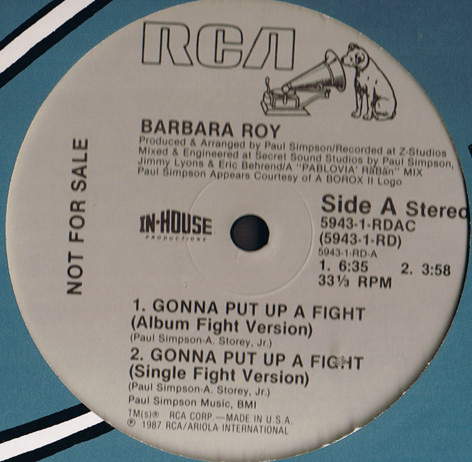 RCA
BARBARA ROY
Produced & Arranged by Paul Simpson/Recorded at Z-Studios
Mixed & Engineered at Secret Sound Studios by Paul Simpson,
Jimmy Lyons & Eric Behrend/A "PABLOVIA' Rābān" MIX
Paul Simpson Appears Courtesy of A BOROX II Logo
NOT FOR SALE
IN-HOUSE
PRODUCTIONS
Side A Stereo
5943-1-RDAC
(5943-1-RD)
5943-1-RD-A
1. 6:35 2. 3:58
33⅓ RPM
1. GONNA PUT UP A FIGHT
(Album Fight Version)
(Paul Simpson-A. Storey, Jr.)
2. GONNA PUT UP A FIGHT
(Single Fight Version)
(Paul Simpson-A. Storey, Jr.)
Paul Simpson Music, BMI
TM(s)® RCA CORP.—MADE IN U.S.A.
℗ 1987 RCA/ARIOLA INTERNATIONAL